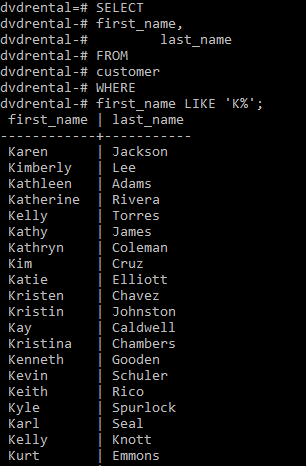 dvdrental=# SELECT
dvdrental-# first_name,
dvdrental-#         last_name
dvdrental-# FROM
dvdrental-# customer
dvdrental-# WHERE
dvdrental-# first_name LIKE 'K%';
 first_name | last_name
------------+-----------
 Karen      | Jackson
 Kimberly   | Lee
 Kathleen   | Adams
 Katherine  | Rivera
 Kelly      | Torres
 Kathy      | James
 Kathryn    | Coleman
 Kim        | Cruz
 Katie      | Elliott
 Kristen    | Chavez
 Kristin    | Johnston
 Kay        | Caldwell
 Kristina   | Chambers
 Kenneth    | Gooden
 Kevin      | Schuler
 Keith      | Rico
 Kyle       | Spurlock
 Karl       | Seal
 Kelly      | Knott
 Kurt       | Emmons